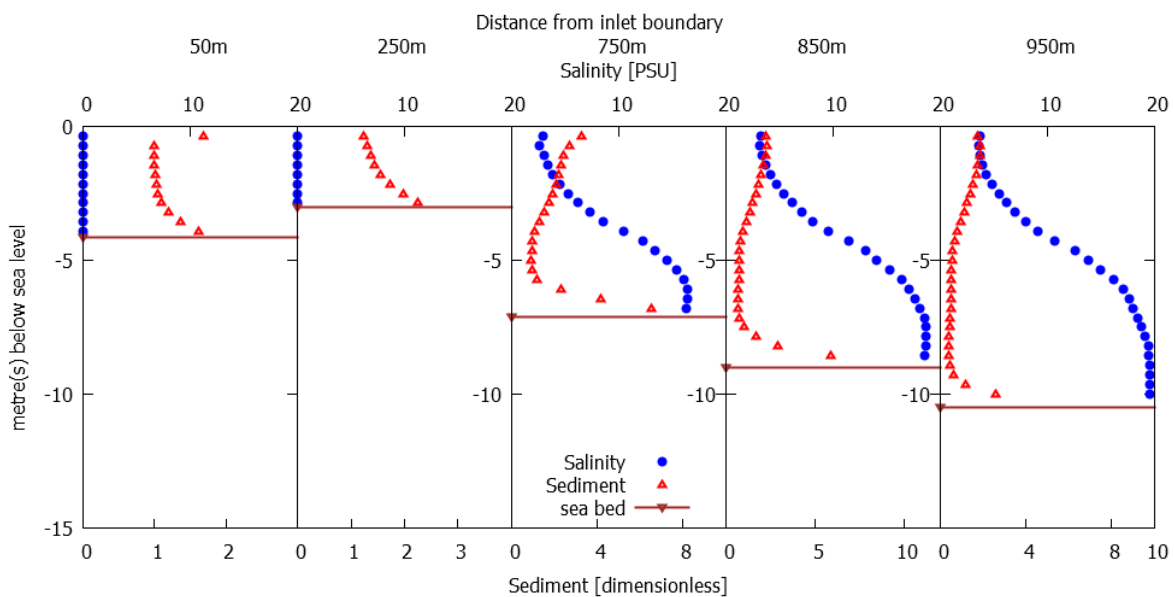 Distance from inlet boundary
50m 250m 750m 850m 950m
Salinity [PSU]
0 10 20 10 20 10 20 10 20 10 20
0
-5 -5 -5 -5
-10 -10 -10
-15
metre(s) below sea level
Salinity
Sediment
sea bed
0 1 2 0 1 2 3 0 4 8 0 5 10 0 2 4 6 8 10
Sediment [dimensionless]